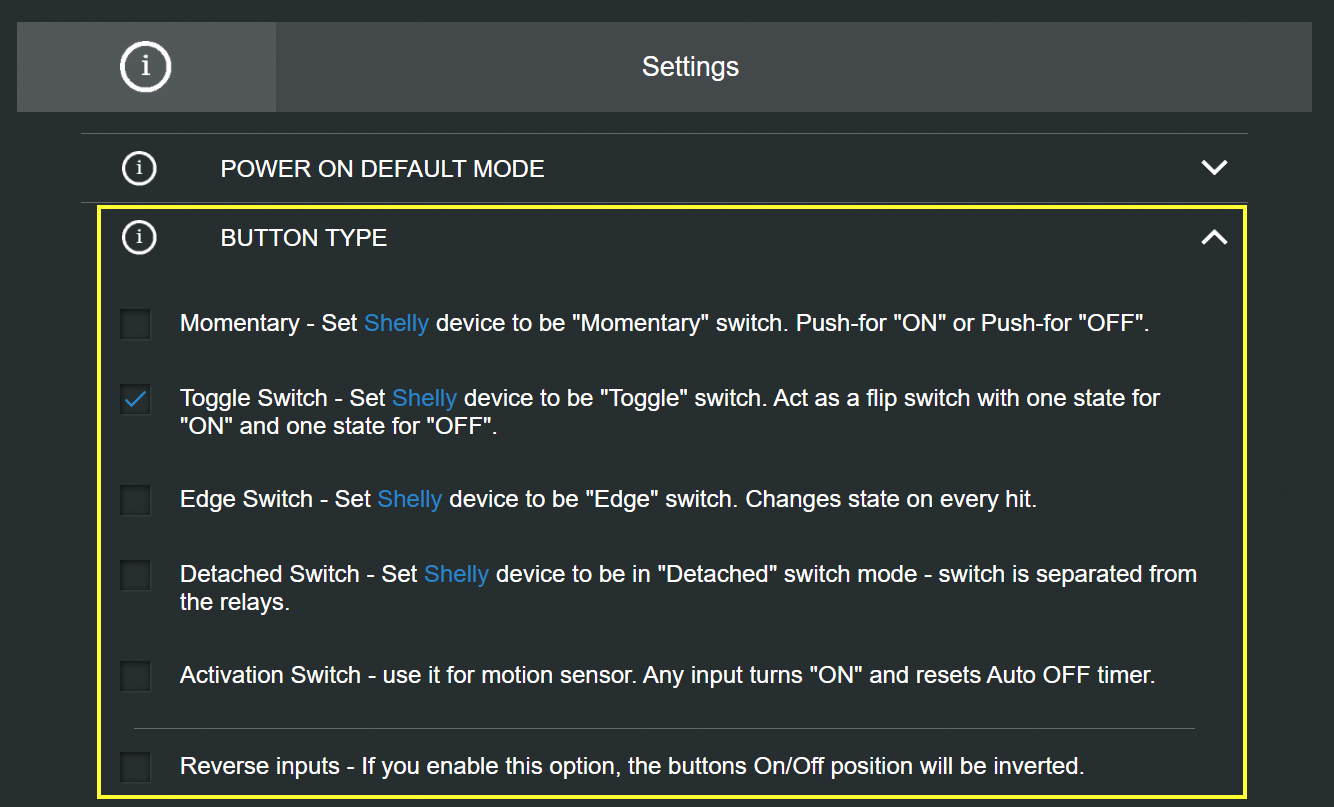 Settings
POWER ON DEFAULT MODE
BUTTON TYPE
Momentary - Set Shelly device to be "Momentary" switch. Push-for "ON" or Push-for "OFF".
Toggle Switch - Set Shelly device to be "Toggle" switch. Act as a flip switch with one state for
"ON" and one state for "OFF".
Edge Switch - Set Shelly device to be "Edge" switch. Changes state on every hit.
Detached Switch - Set Shelly device to be in "Detached" switch mode - switch is separated from
the relays.
Activation Switch - use it for motion sensor. Any input turns "ON" and resets Auto OFF timer.
Reverse inputs - If you enable this option, the buttons On/Off position will be inverted.